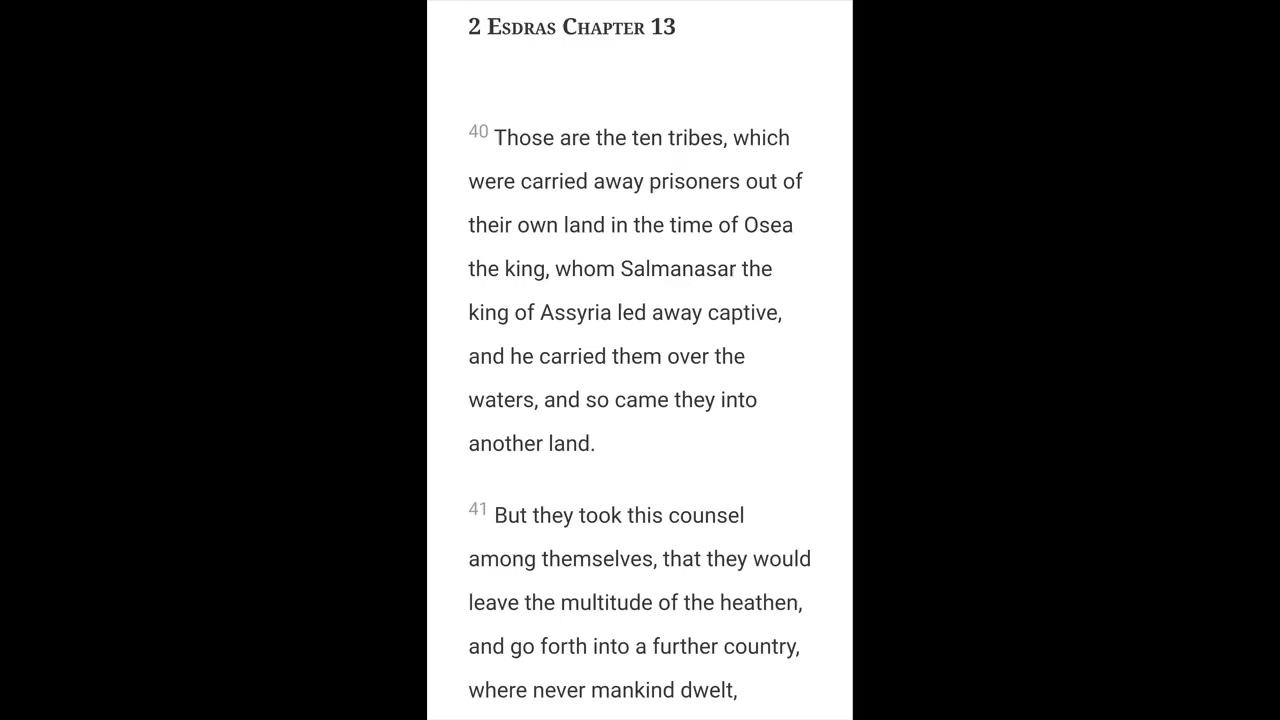 2 Esdras Chapter 13
40 Those are the ten tribes, which
were carried away prisoners out of
their own land in the time of Osea
the king, whom Salmanasar the
king of Assyria led away captive,
and he carried them over the
waters, and so came they into
another land.
41 But they took this counsel
among themselves, that they would
leave the multitude of the heathen,
and go forth into a further country,
where never mankind dwelt,